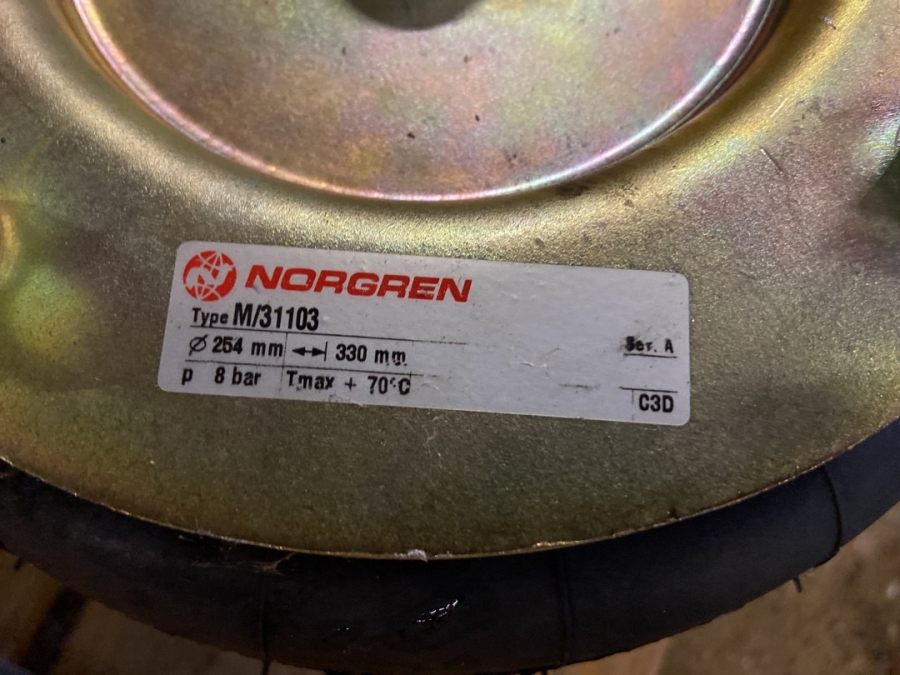 NORGREN
Type M/31103
Ø 254 mm 330 mm Ser. A
p 8 bar Tmax + 70°C
C3D